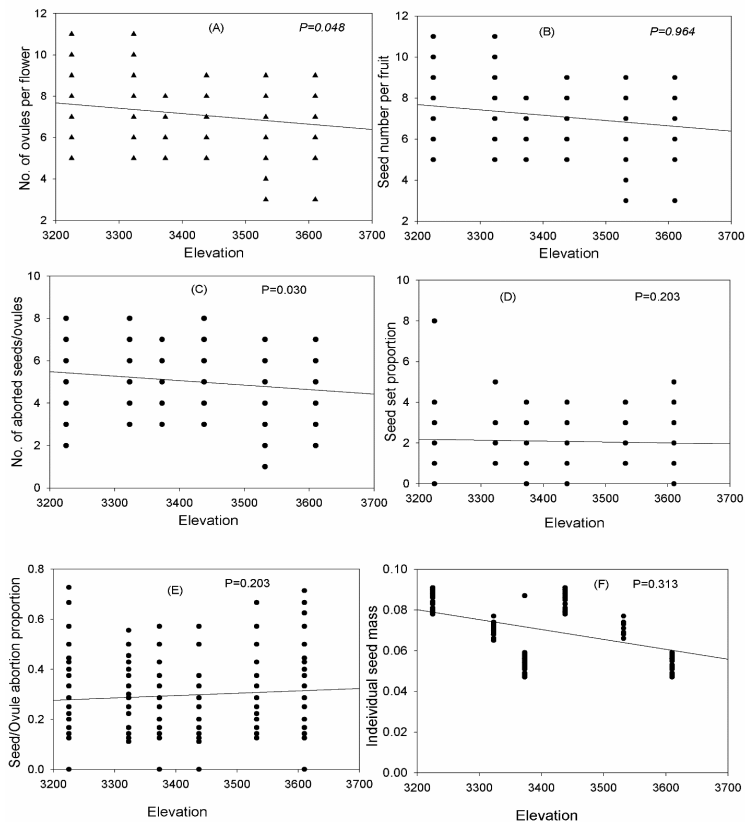 (A) P=0.048
No. of ovules per flower
12
10
8
6
4
2
3200 3300 3400 3500 3600 3700
Elevation
(B) P=0.964
Seed number per fruit
12
10
8
6
4
2
3200 3300 3400 3500 3600 3700
Elevation
(C) P=0.030
No. of aborted seeds/ovules
10
8
6
4
2
0
3200 3300 3400 3500 3600 3700
Elevation
(D) P=0.203
Seed set proportion
10
8
6
4
2
0
3200 3300 3400 3500 3600 3700
Elevation
(E) P=0.203
Seed/Ovule abortion proportion
0.8
0.6
0.4
0.2
0.0
3200 3300 3400 3500 3600 3700
Elevation
(F) P=0.313
Indeividual seed mass
0.10
0.08
0.06
0.04
0.02
0.00
3200 3300 3400 3500 3600 3700
Elevation